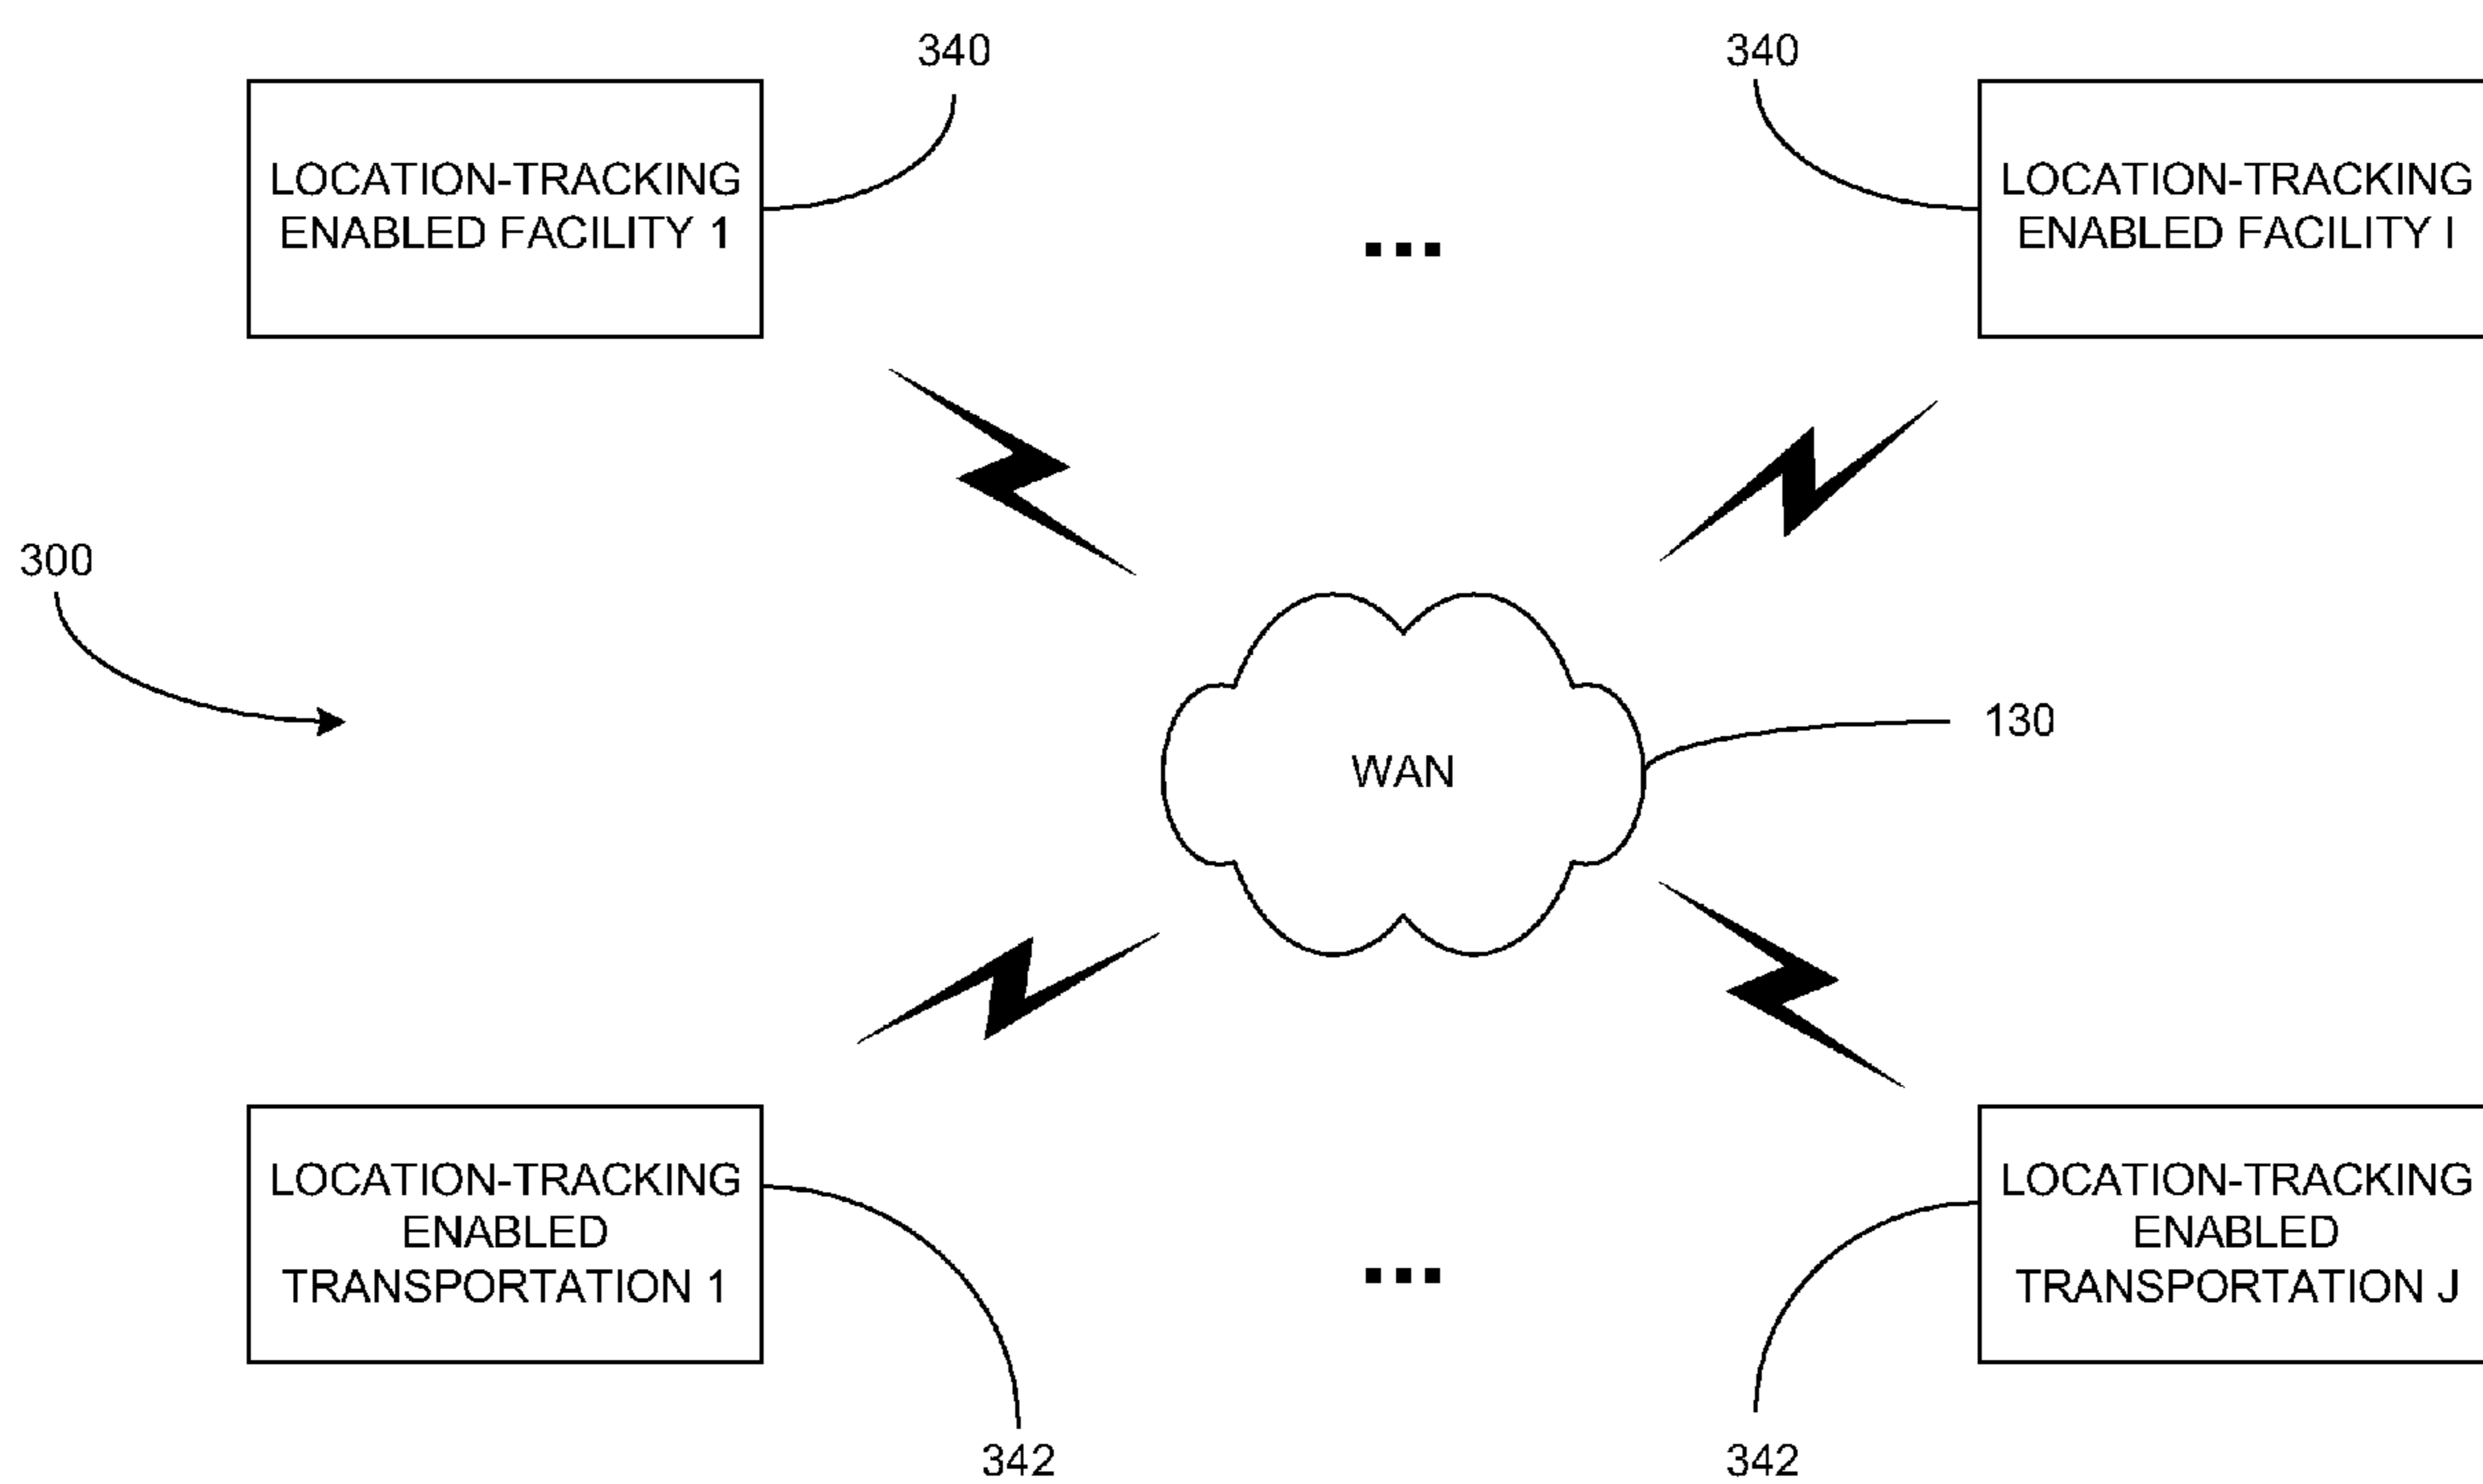 340
340
LOCATION-TRACKING
ENABLED FACILITY 1
LOCATION-TRACKING
ENABLED FACILITY I
...
300
130
WAN
LOCATION-TRACKING
ENABLED
TRANSPORTATION 1
LOCATION-TRACKING
ENABLED
TRANSPORTATION J
...
342
342